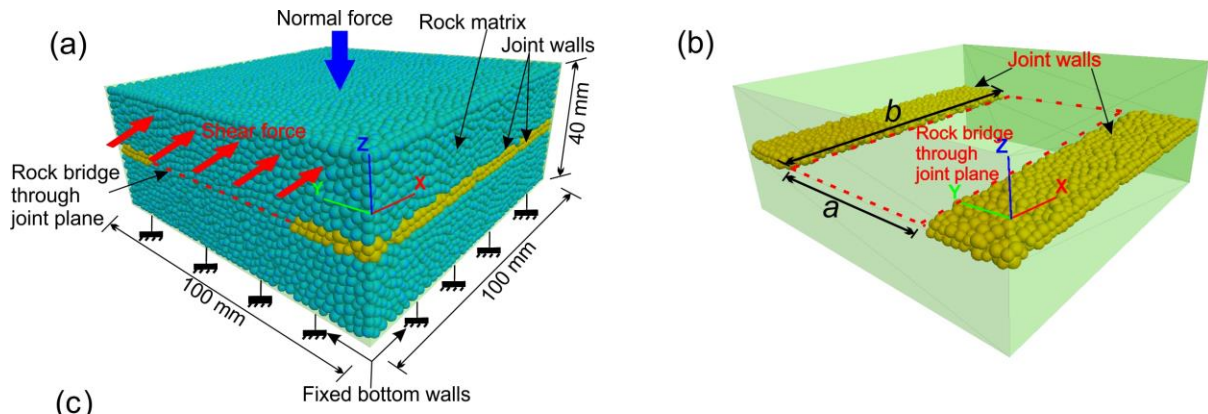 (a)
Normal force
Rock matrix
Joint walls
40 mm
Shear force
Z
Y
X
Rock bridge
through
joint plane
100 mm
100 mm
Fixed bottom walls
(b)
Joint walls
b
Rock bridge
through
joint plane
Z
Y
X
a
(c)